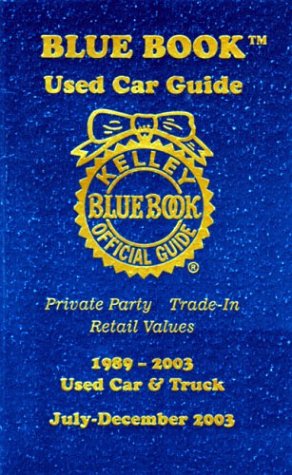 BLUE BOOK™
Used Car Guide
KELLEY
BLUE BOOK
OFFICIAL GUIDE
®
Private Party Trade-In
Retail Values
1989 – 2003
Used Car & Truck
July-December 2003